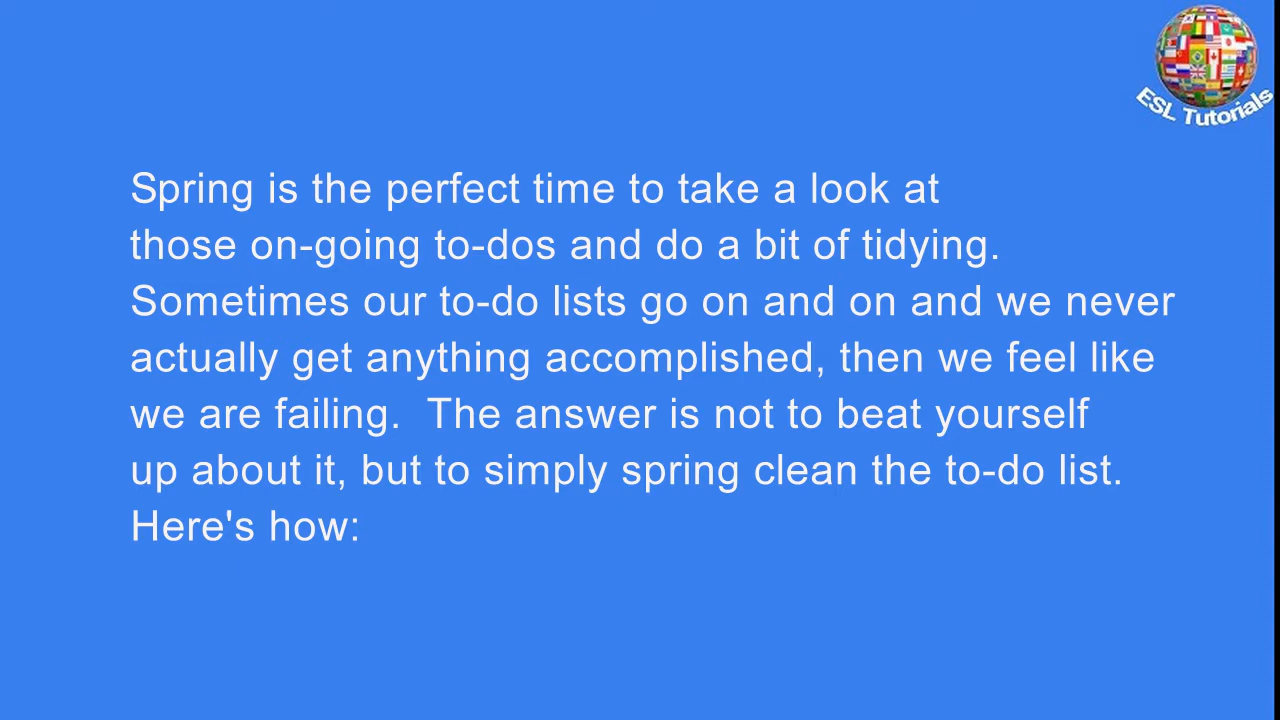 ESL Tutorials
Spring is the perfect time to take a look at
those on-going to-dos and do a bit of tidying.
Sometimes our to-do lists go on and on and we never
actually get anything accomplished, then we feel like
we are failing.  The answer is not to beat yourself
up about it, but to simply spring clean the to-do list.
Here's how: